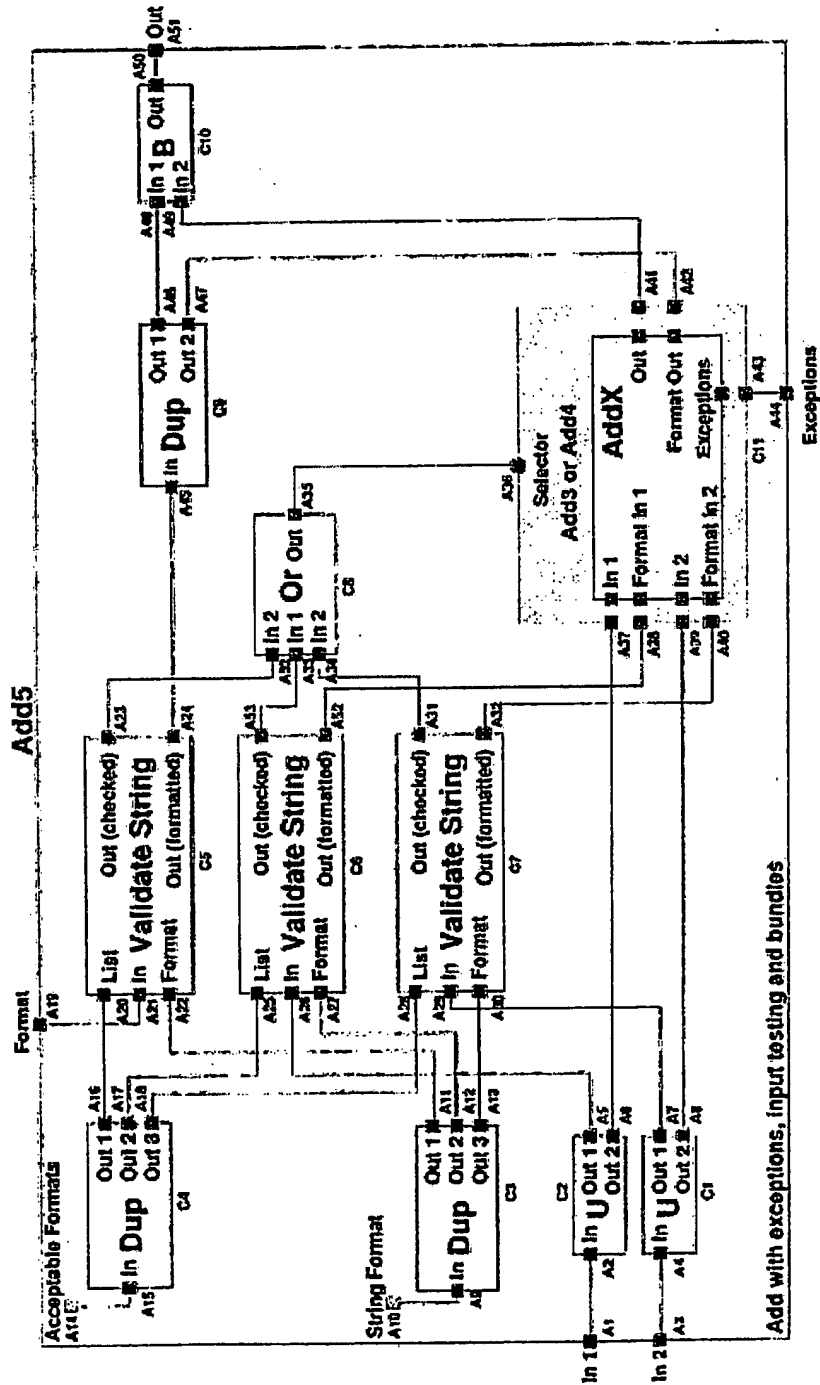 Add5
Format
A19
Acceptable Formats
A14
A15
In Dup
Out 1
Out 2
Out 3
C4
A16
A17
A18
String Format
A10
A9
In Dup
Out 1
Out 2
Out 3
C3
A11
A12
A13
In 1
A1
A2
In U Out 1
Out 2
C2
A5
A6
In 2
A3
A4
In U Out 1
Out 2
C1
A7
A8
A20
A21
A22
List
In Validate String
Format
Out (checked)
Out (formatted)
C5
A23
A24
A25
A26
A27
List
In Validate String
Format
Out (checked)
Out (formatted)
C6
A53
A52
A29
A30
List
In Validate String
Format
Out (checked)
Out (formatted)
C7
A31
A32
A33
A34
In 2
In 1 Or Out
In 2
C8
A35
A45
In Dup
Out 1
Out 2
C9
A46
A47
A48
A49
In 1 B Out
In 2
C10
A50
Out
A51
A36
Selector
Add3 or Add4
A37
A39
A40
In 1
Format In 1
In 2
Format In 2
AddX
Out
Format Out
Exceptions
A41
A42
C11
A43
A44
Exceptions
Add with exceptions, input testing and bundles